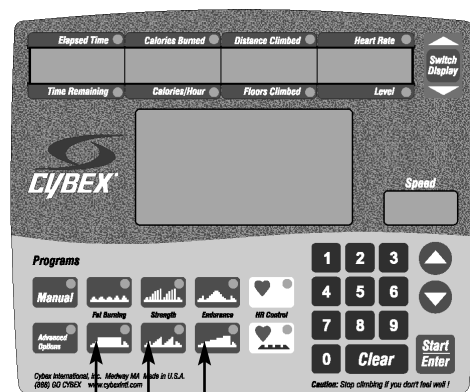 Elapsed Time Calories Burned Distance Climbed Heart Rate
Switch
Display
Time Remaining Calories/Hour Floors Climbed Level
CYBEX
Speed
Programs
1 2 3
Manual
4 5 6
Fat Burning Strength Endurance HR Control
7 8 9
Advanced
Options
0 Clear Start
Enter
Cybex International, Inc. Medway MA Made in U.S.A.
(888) GO CYBEX www.cybexintl.com
Caution: Stop climbing if you don't feel well !